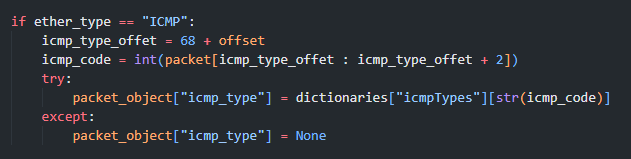 if ether_type == "ICMP":
    icmp_type_offet = 68 + offset
    icmp_code = int(packet[icmp_type_offet : icmp_type_offet + 2])
    try:
        packet_object["icmp_type"] = dictionaries["icmpTypes"][str(icmp_code)]
    except:
        packet_object["icmp_type"] = None